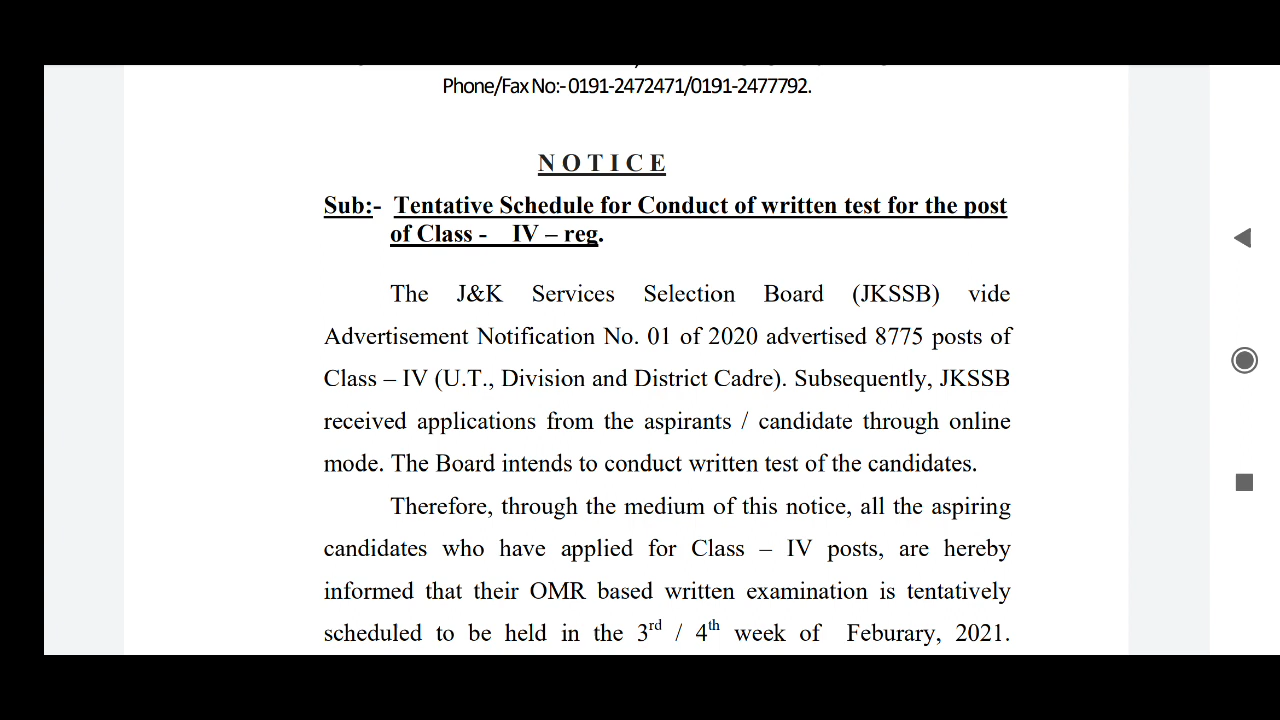 Phone/Fax No:- 0191-2472471/0191-2477792.
N O T I C E
Sub:- Tentative Schedule for Conduct of written test for the post
of Class - IV – reg.
The J&K Services Selection Board (JKSSB) vide
Advertisement Notification No. 01 of 2020 advertised 8775 posts of
Class – IV (U.T., Division and District Cadre). Subsequently, JKSSB
received applications from the aspirants / candidate through online
mode. The Board intends to conduct written test of the candidates.
Therefore, through the medium of this notice, all the aspiring
candidates who have applied for Class – IV posts, are hereby
informed that their OMR based written examination is tentatively
scheduled to be held in the 3rd / 4th week of Feburary, 2021.